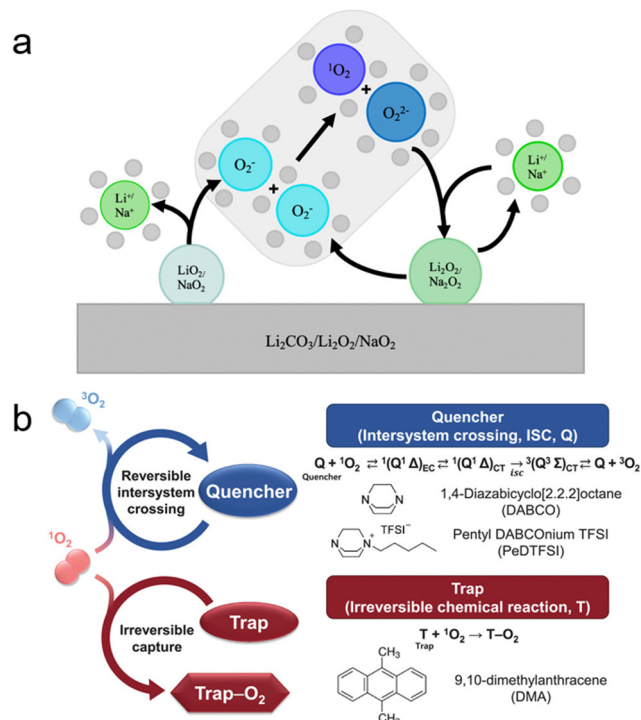 a
¹O₂
+
O₂²⁻
O₂⁻
+
O₂⁻
Li⁺/
Na⁺
Li⁺/
Na⁺
LiO₂/
NaO₂
Li₂O₂/
Na₂O₂
Li₂CO₃/Li₂O₂/NaO₂
b
³O₂
Reversible
intersystem
crossing
Quencher
¹O₂
Irreversible
capture
Trap
Trap–O₂
Quencher
(Intersystem crossing, ISC, Q)
Q + ¹O₂ ⇄ ¹(Q¹ Δ)EC ⇄ ¹(Q¹ Δ)CT → ³(Q³ Σ)CT ⇄ Q + ³O₂
Quencher isc
N
N
1,4-Diazabicyclo[2.2.2]octane
(DABCO)
TFSI⁻
N
N⁺
Pentyl DABCOnium TFSI
(PeDTFSI)
Trap
(Irreversible chemical reaction, T)
T + ¹O₂ → T–O₂
Trap
CH₃
CH₃
9,10-dimethylanthracene
(DMA)